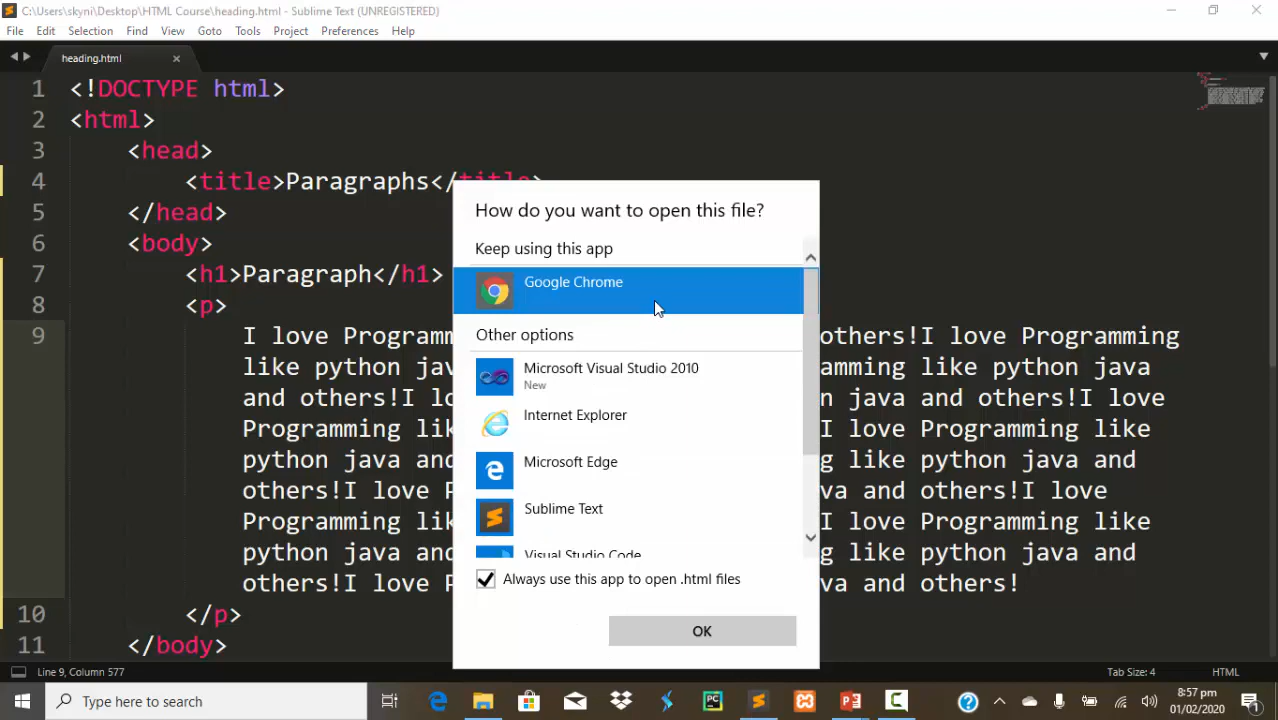 C:\Users\skyni\Desktop\HTML Course\heading.html - Sublime Text (UNREGISTERED)
File Edit Selection Find View Goto Tools Project Preferences Help
heading.html
1 <!DOCTYPE html>
2 <html>
3 <head>
4 <title>Paragraphs</title>
5 </head>
6 <body>
7 <h1>Paragraph</h1>
8 <p>
9 I love Programm others!I love Programming
like python java amming like python java
and others!I lo n java and others!I love
Programming lik I love Programming like
python java and g like python java and
others!I love P va and others!I love
Programming lik I love Programming like
python java and g like python java and
others!I love P va and others!
10 </p>
11 </body>
How do you want to open this file?
Keep using this app
Google Chrome
Other options
Microsoft Visual Studio 2010
New
Internet Explorer
Microsoft Edge
Sublime Text
Visual Studio Code
Always use this app to open .html files
OK
Line 9, Column 577 Tab Size: 4 HTML
Type here to search
8:57 pm
01/02/2020